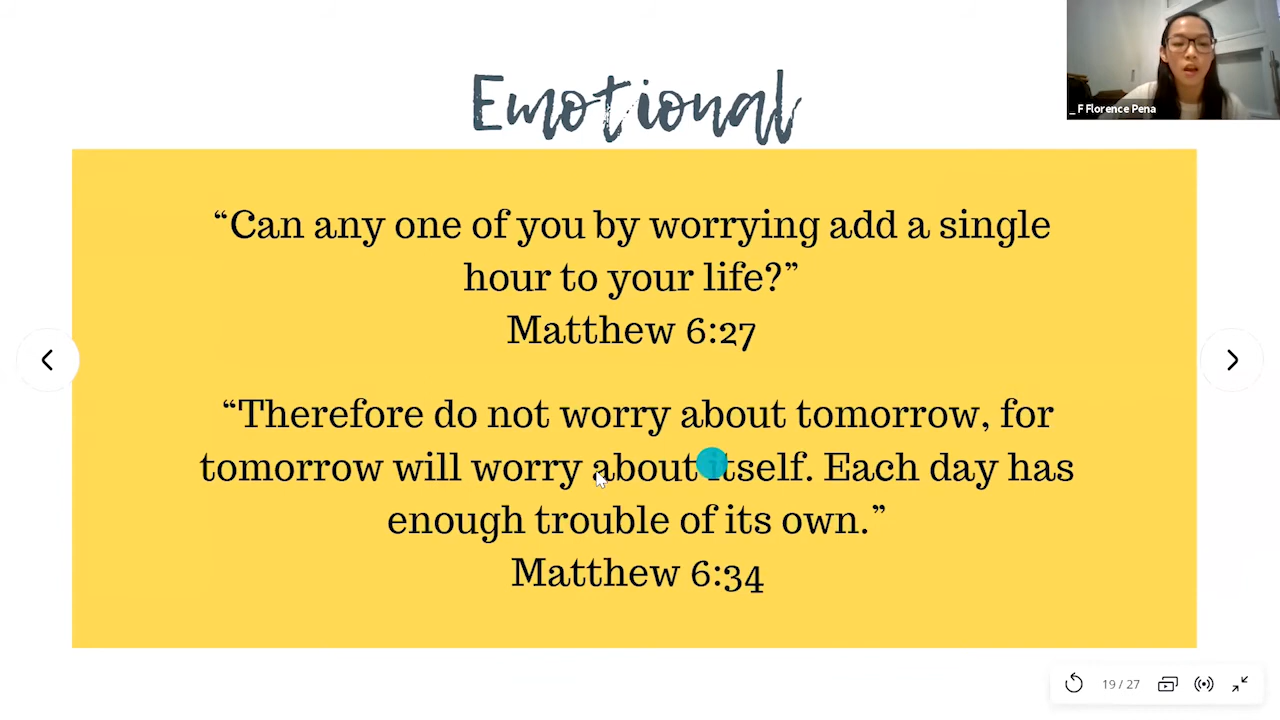 Emotional
“Can any one of you by worrying add a single
hour to your life?”
Matthew 6:27
“Therefore do not worry about tomorrow, for
tomorrow will worry about itself. Each day has
enough trouble of its own.”
Matthew 6:34
_ F Florence Pena
19 / 27